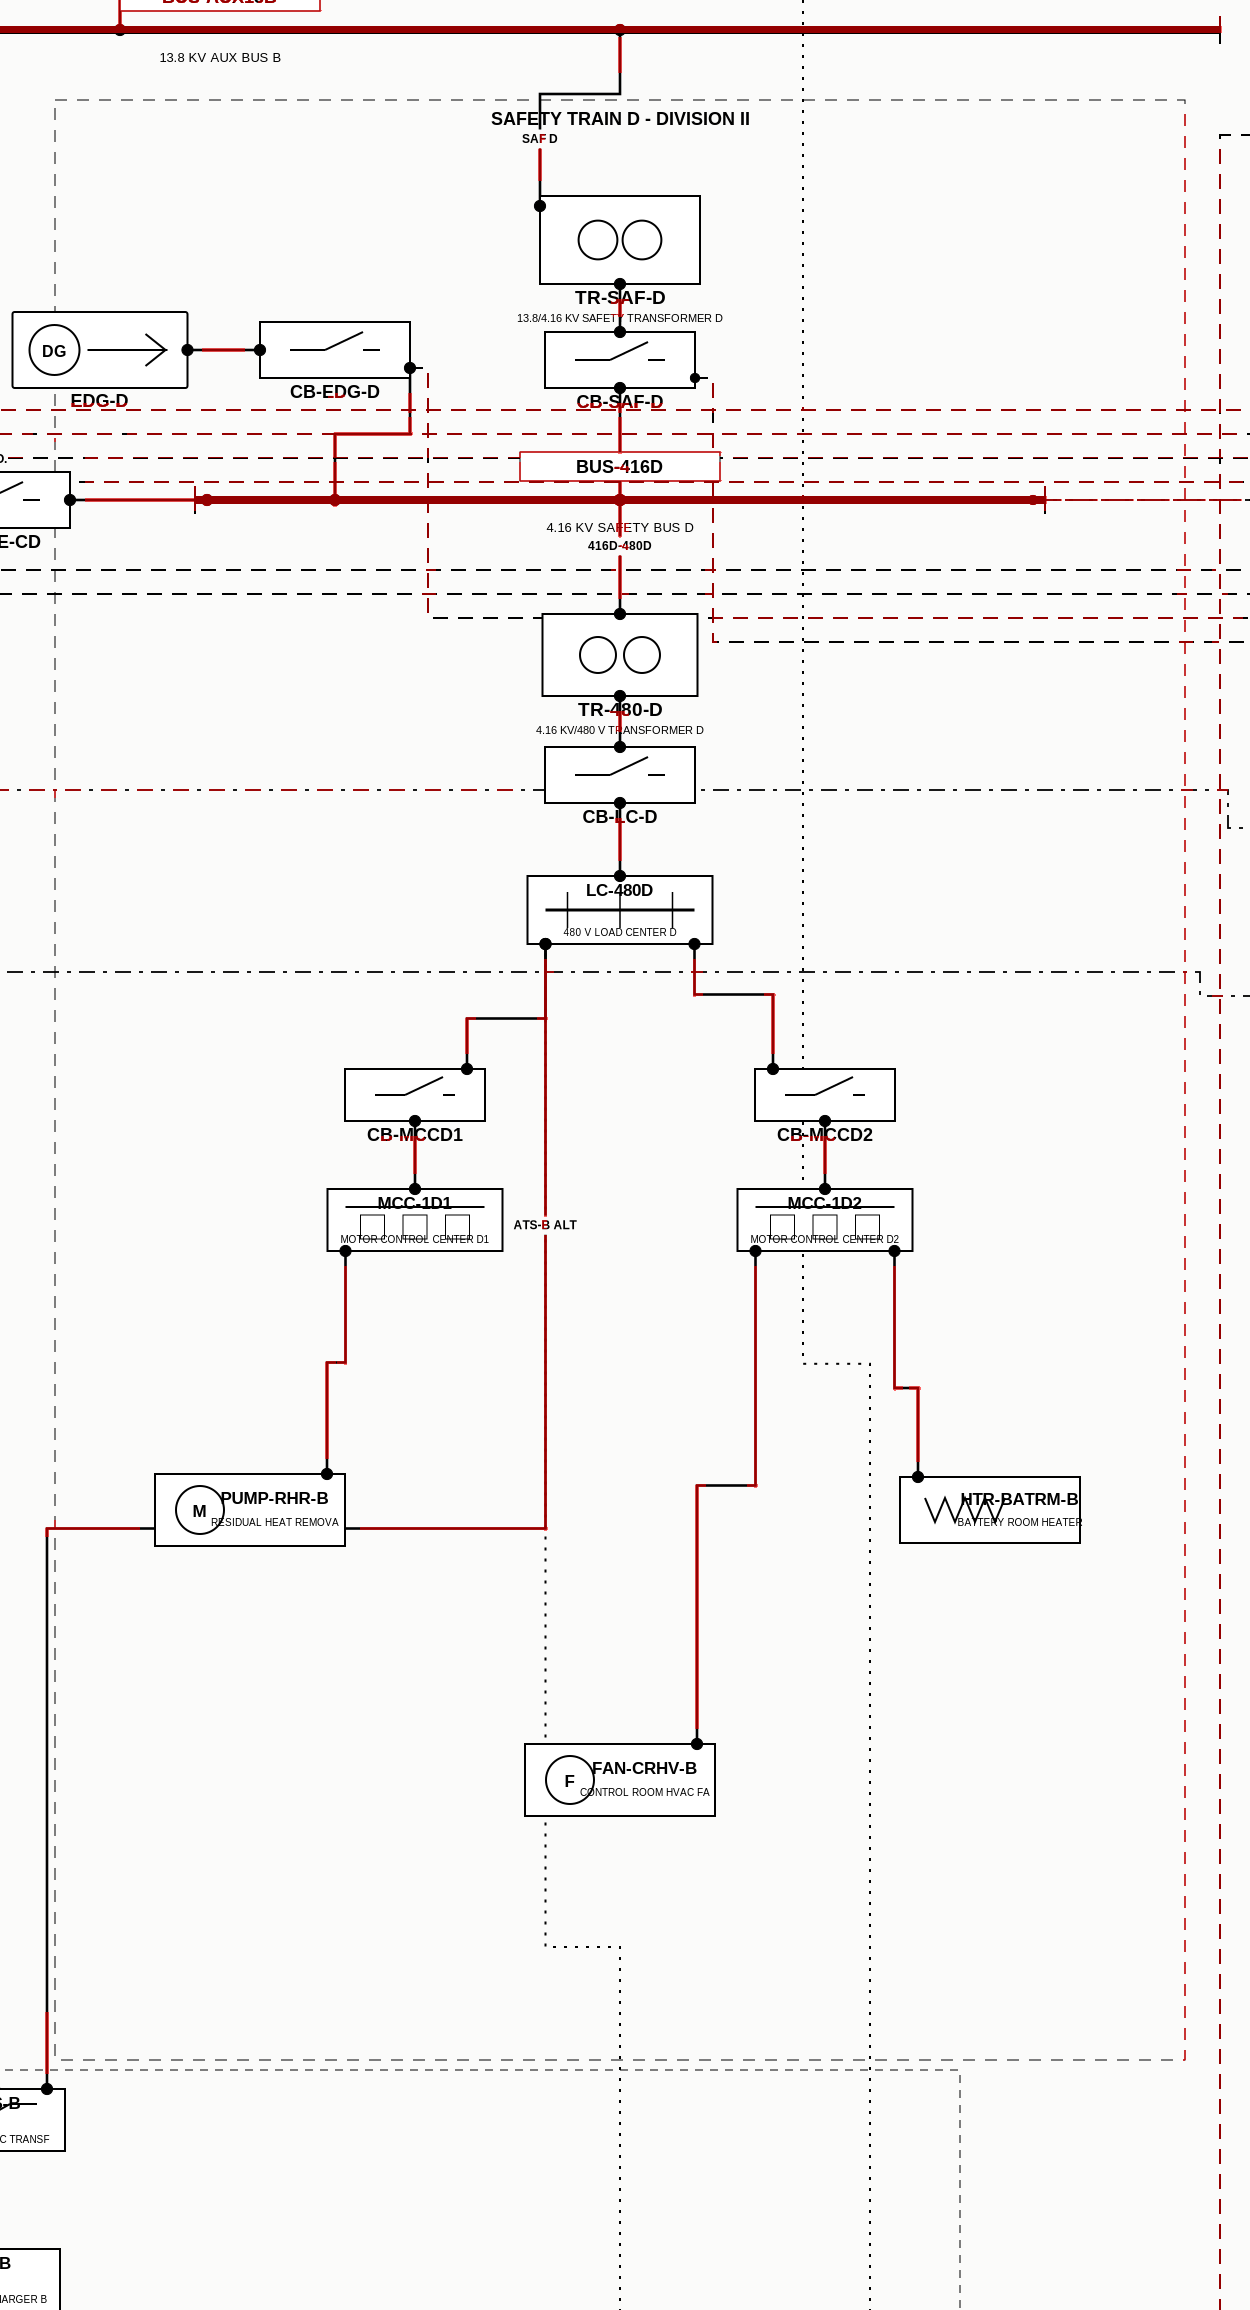 BUS-AUX13B
13.8 KV AUX BUS B
SAFETY TRAIN D - DIVISION II
SAF D
TR-SAF-D
13.8/4.16 KV SAFETY TRANSFORMER D
DG
EDG-D
CB-EDG-D
CB-SAF-D
BUS-416D
E-CD
4.16 KV SAFETY BUS D
416D-480D
TR-480-D
4.16 KV/480 V TRANSFORMER D
CB-LC-D
LC-480D
480 V LOAD CENTER D
CB-MCCD1
CB-MCCD2
MCC-1D1
MOTOR CONTROL CENTER D1
ATS-B ALT
MCC-1D2
MOTOR CONTROL CENTER D2
M
PUMP-RHR-B
RESIDUAL HEAT REMOVA
HTR-BATRM-B
BATTERY ROOM HEATER
F
FAN-CRHV-B
CONTROL ROOM HVAC FA
S-B
C TRANSF
B
HARGER B